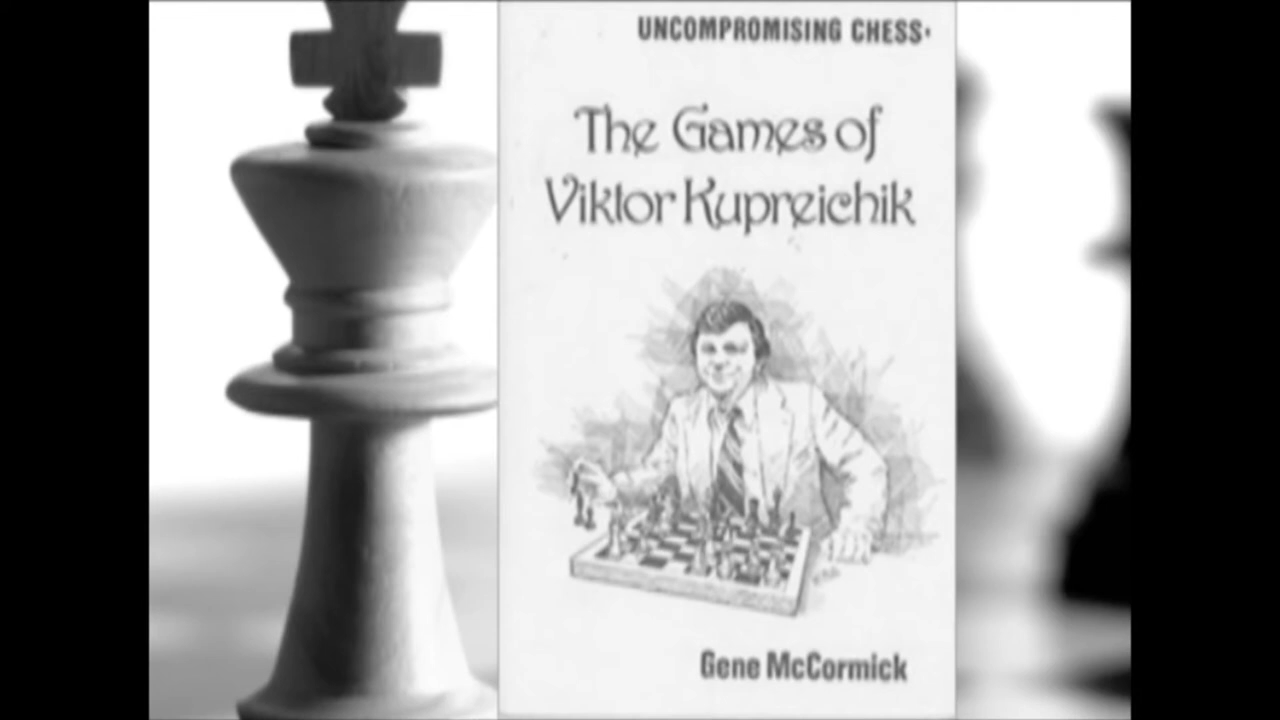 UNCOMPROMISING CHESS·
The Games of
Viktor Kupreichik
Gene McCormick